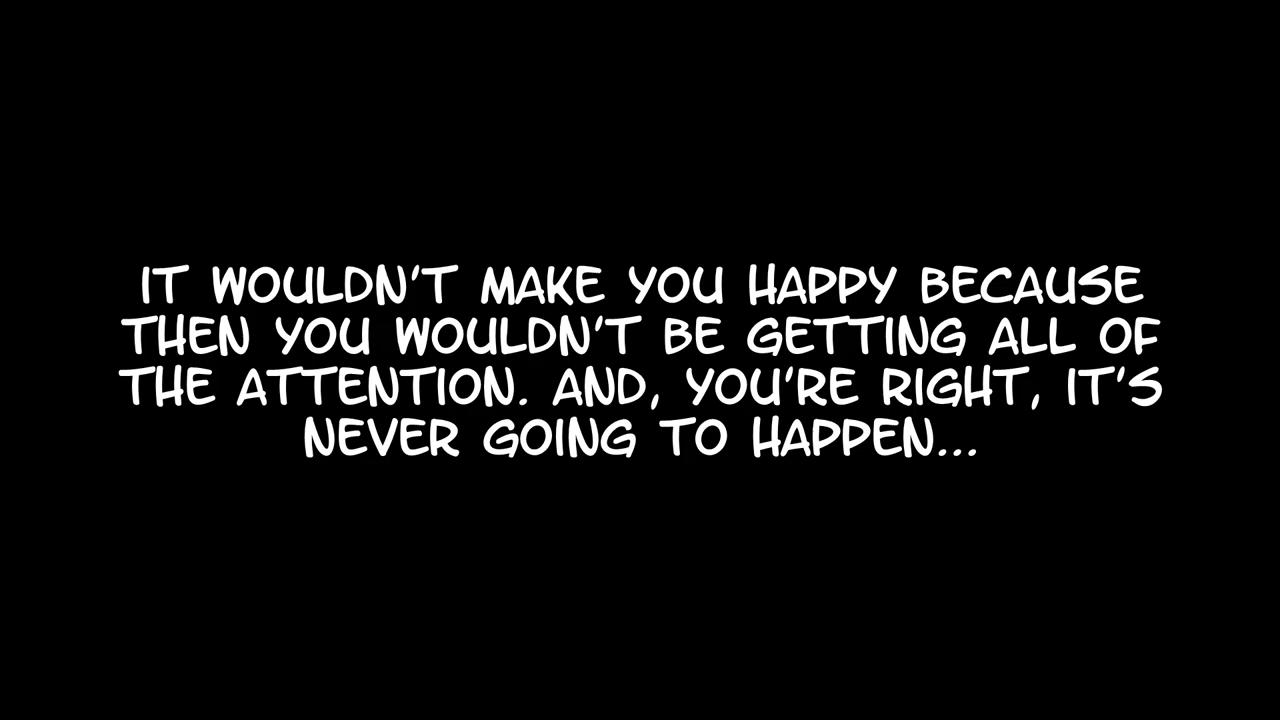 IT WOULDN'T MAKE YOU HAPPY BECAUSE
THEN YOU WOULDN'T BE GETTING ALL OF
THE ATTENTION. AND, YOU'RE RIGHT, IT'S
NEVER GOING TO HAPPEN...